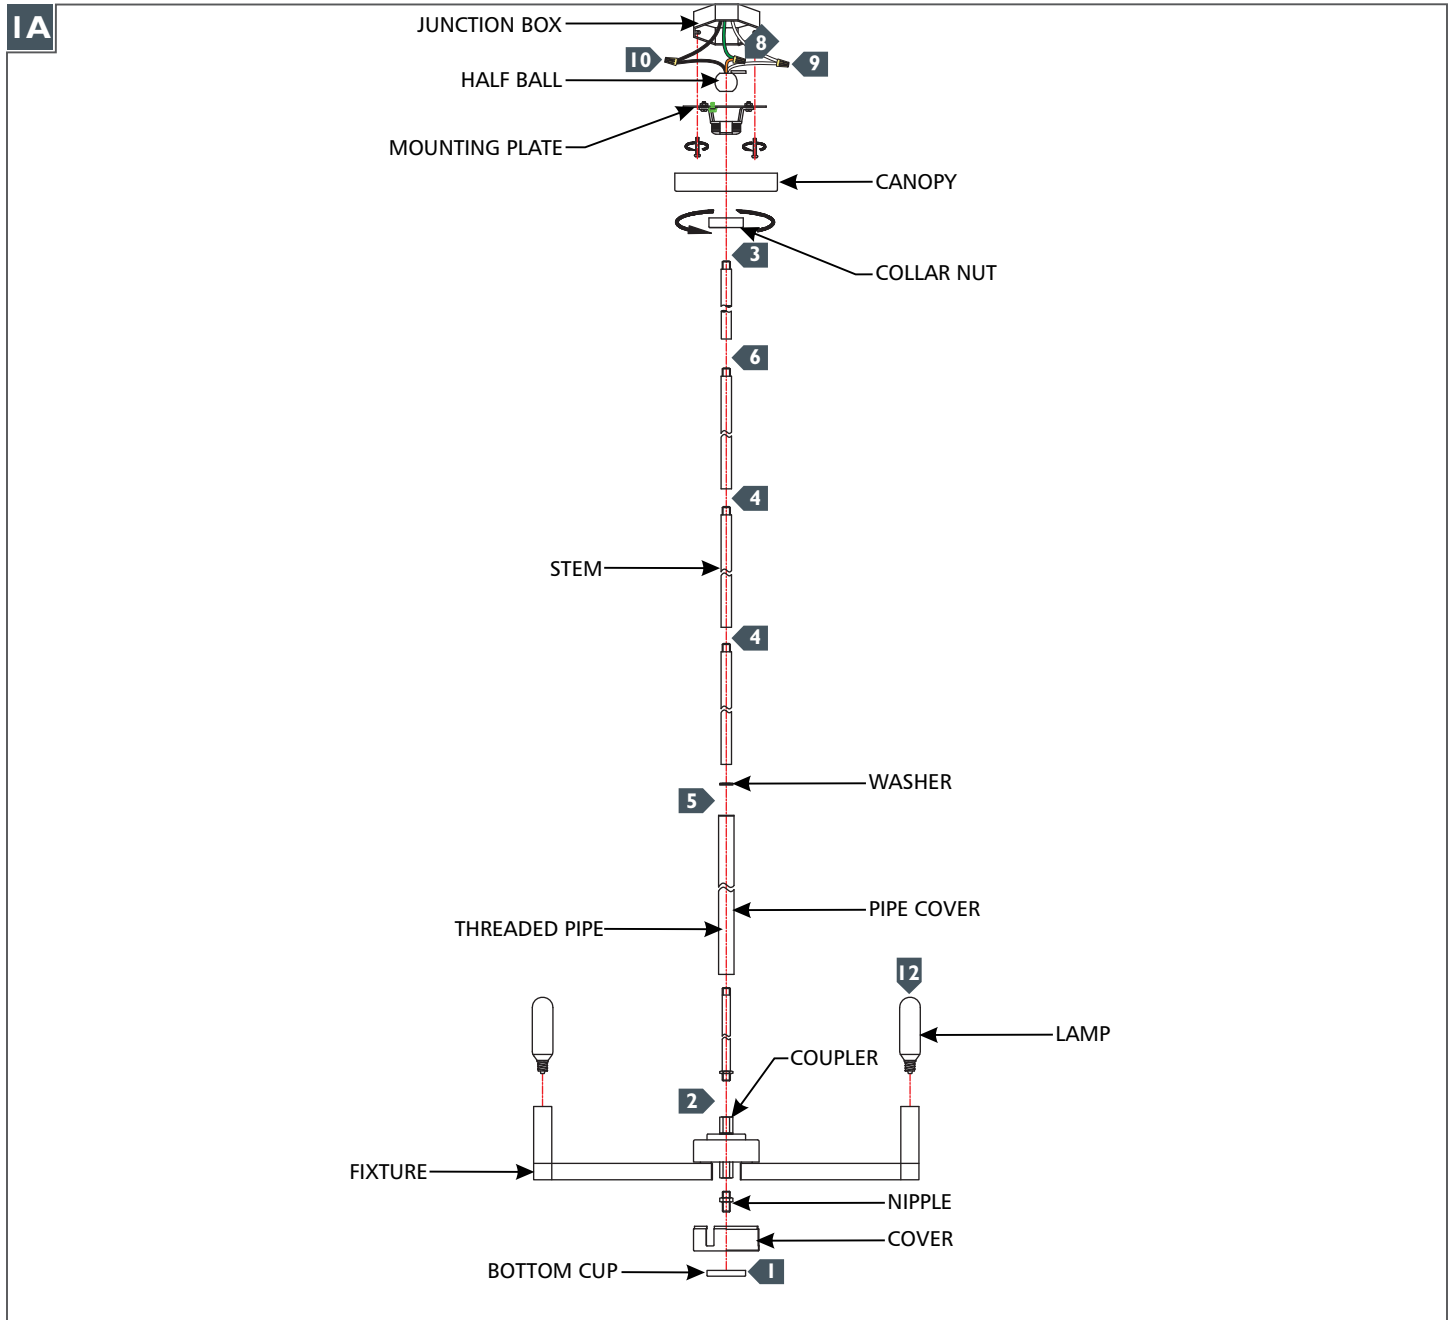 1A
JUNCTION BOX
8
10
9
HALF BALL
MOUNTING PLATE
CANOPY
3
COLLAR NUT
6
4
STEM
4
WASHER
5
PIPE COVER
THREADED PIPE
12
LAMP
COUPLER
2
FIXTURE
NIPPLE
COVER
BOTTOM CUP
1